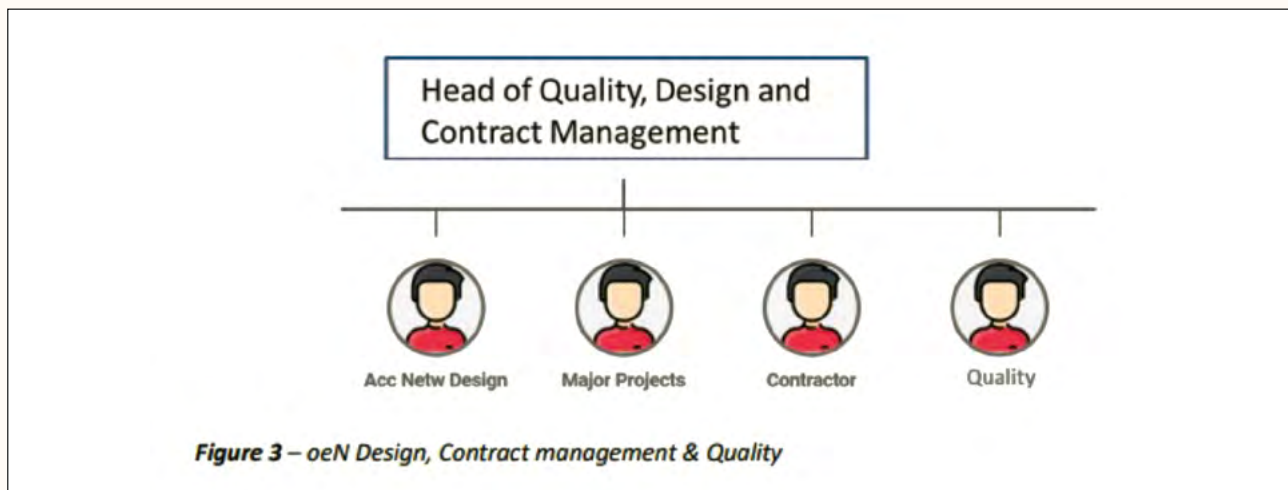 Head of Quality, Design and
Contract Management
Acc Netw Design
Major Projects
Contractor
Quality
Figure 3 – oeN Design, Contract management & Quality